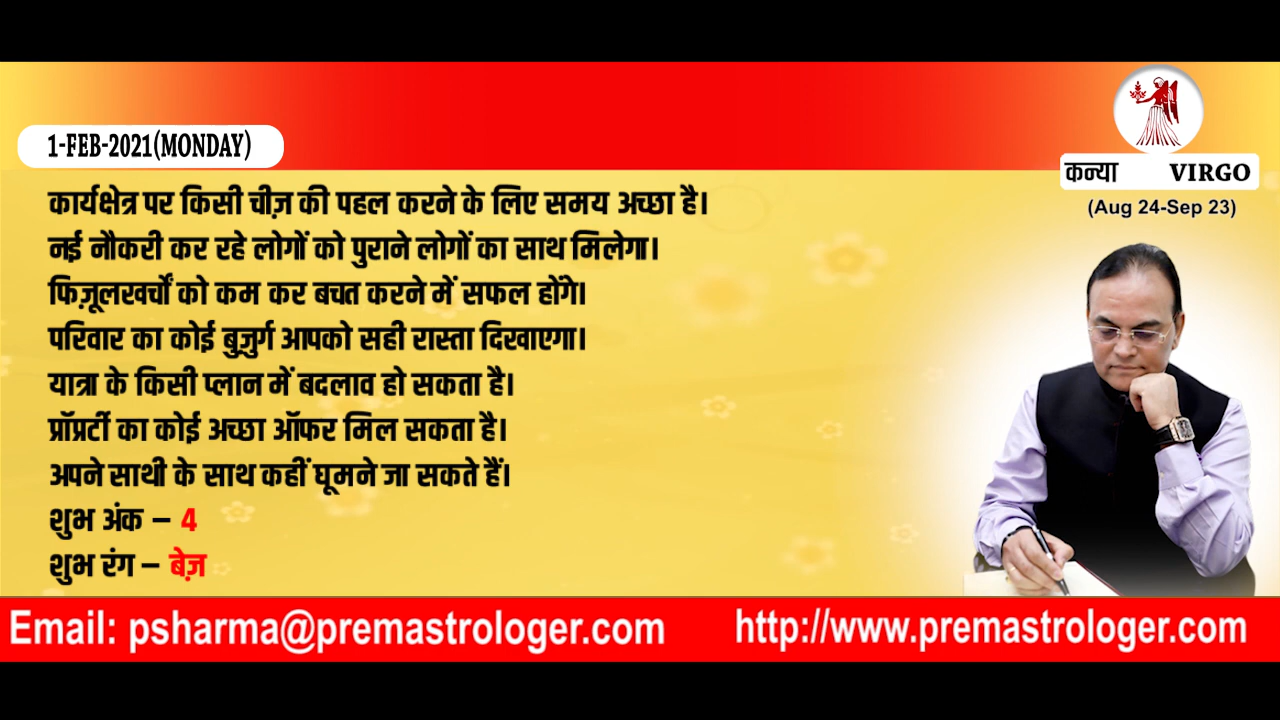 1-FEB-2021(MONDAY)
कन्या VIRGO
(Aug 24-Sep 23)
कार्यक्षेत्र पर किसी चीज़ की पहल करने के लिए समय अच्छा है।
नई नौकरी कर रहे लोगों को पुराने लोगों का साथ मिलेगा।
फिज़ूलखर्चों को कम कर बचत करने में सफल होंगे।
परिवार का कोई बुज़ुर्ग आपको सही रास्ता दिखाएगा।
यात्रा के किसी प्लान में बदलाव हो सकता है।
प्रॉप्रर्टी का कोई अच्छा ऑफर मिल सकता है।
अपने साथी के साथ कहीं घूमने जा सकते हैं।
शुभ अंक – 4
शुभ रंग – बेज़
Email: psharma@premastrologer.com
http://www.premastrologer.com